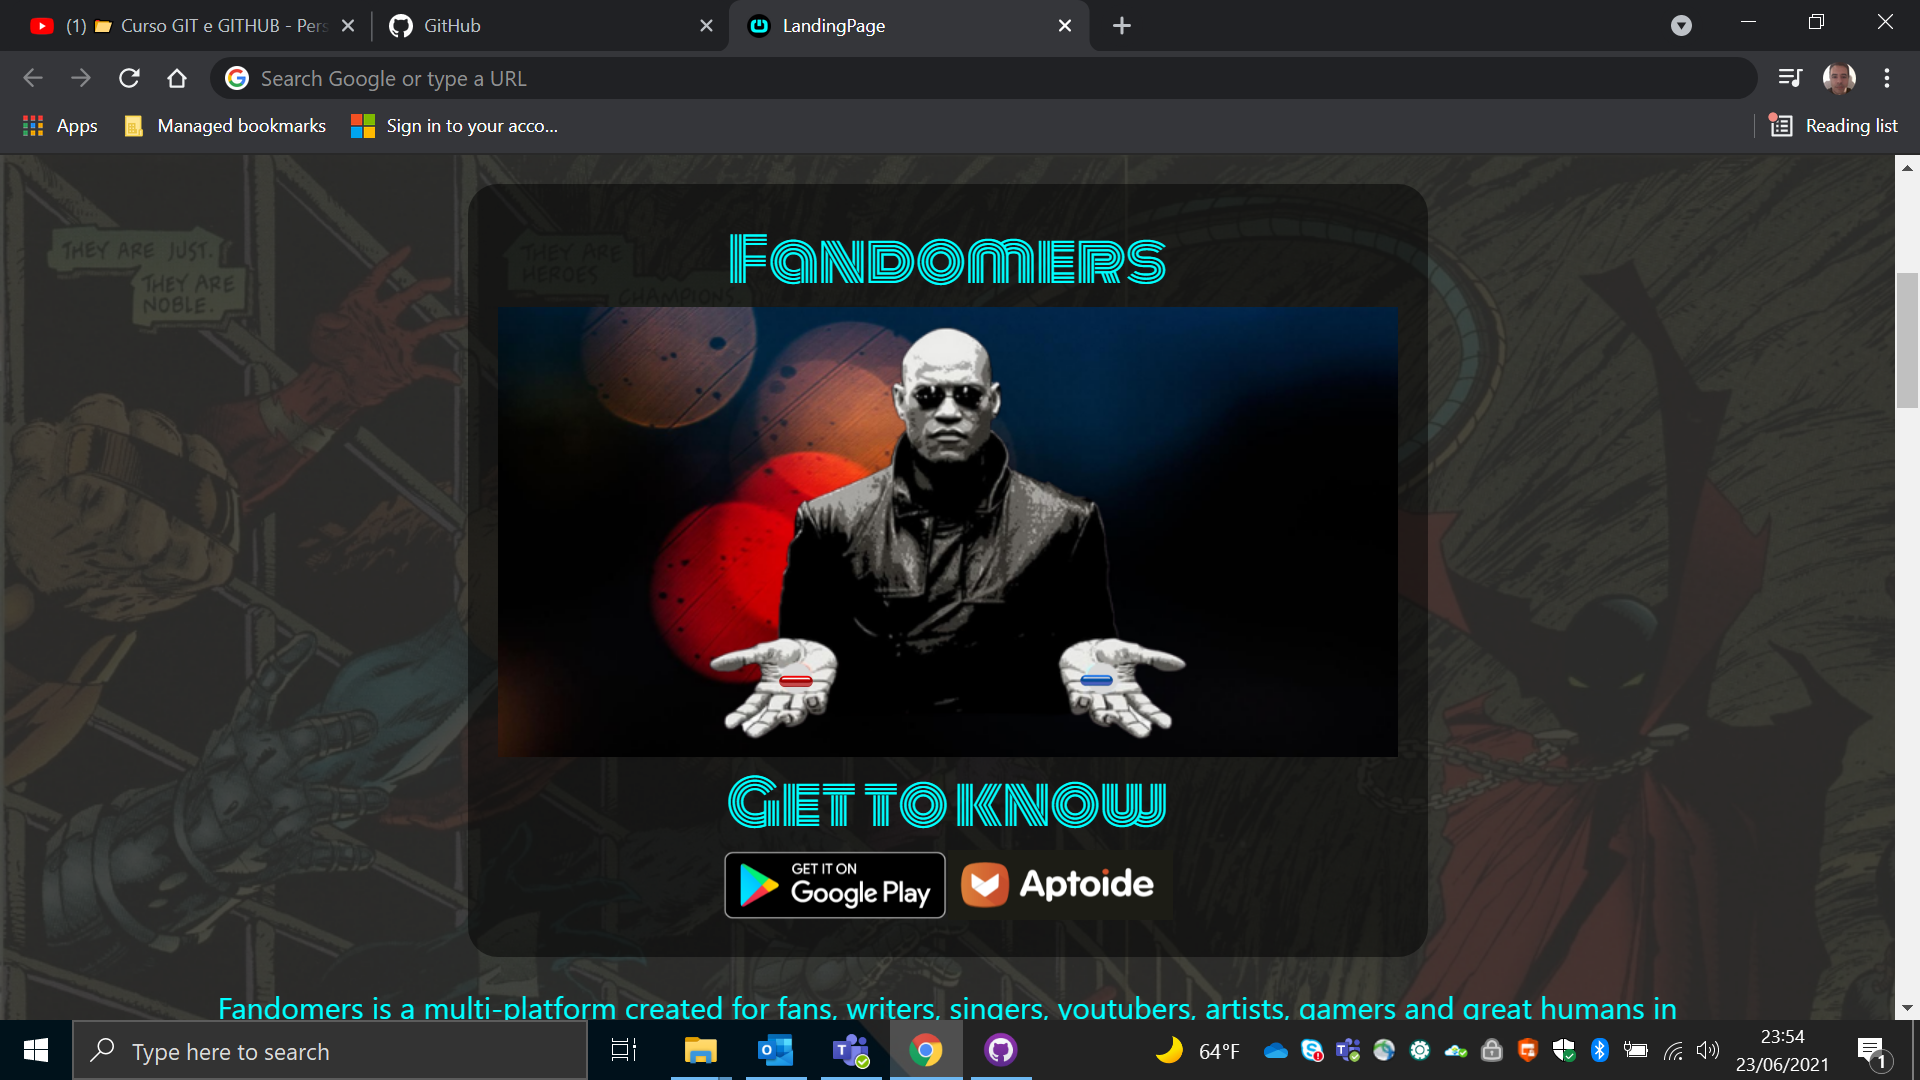 (1) Curso GIT e GITHUB - Pers
GitHub
LandingPage
Search Google or type a URL
Apps
Managed bookmarks
Sign in to your acco...
Reading list
THEY ARE JUST.
THEY ARE
NOBLE.
THEY ARE
HEROES
CHAMPIONS
Fandomers
Get to know
GET IT ON
Google Play
Aptoide
Fandomers is a multi-platform created for fans, writers, singers, youtubers, artists, gamers and great humans in
Type here to search
64°F
23:54
23/06/2021
1